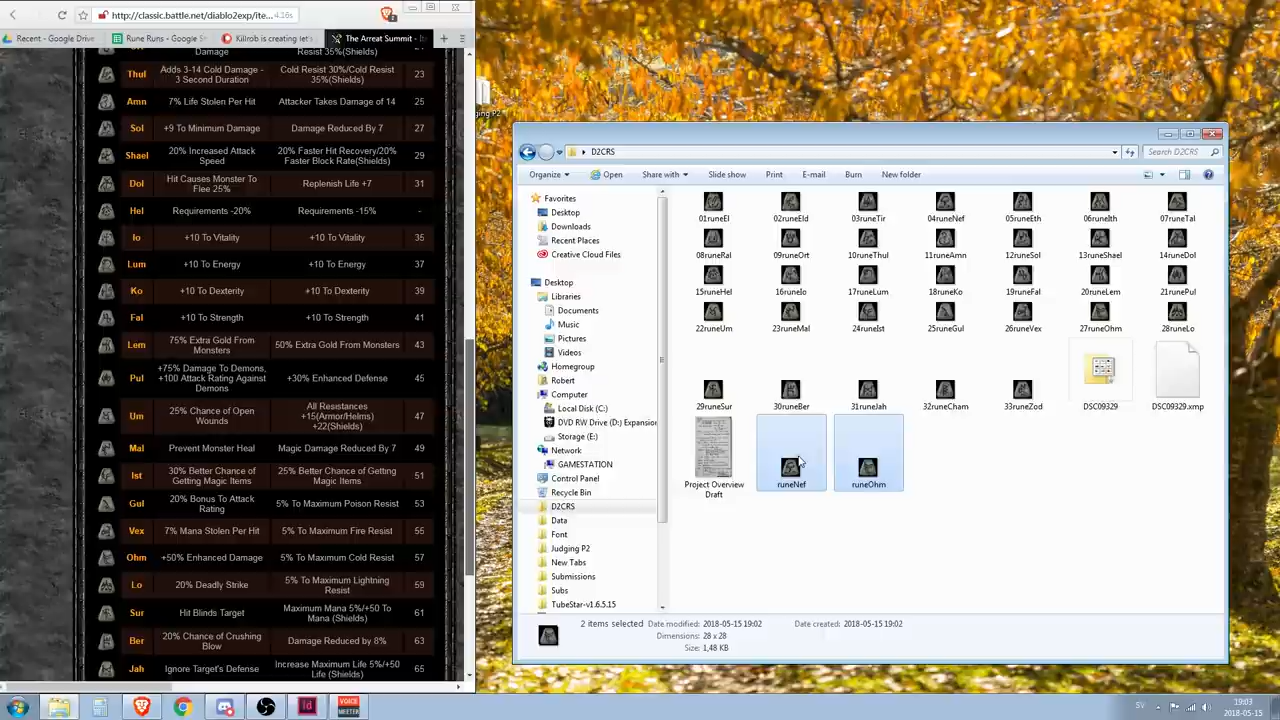 http://classic.battle.net/diablo2exp/ite... 4.16s 2
Recent - Google Drive Rune Runs - Google S Killrob is creating let' The Arreat Summit - It
Damage Resist 35%(Shields)
Thul Adds 3-14 Cold Damage - 3 Second Duration Cold Resist 30%/Cold Resist 35%(Shields) 23
Amn 7% Life Stolen Per Hit Attacker Takes Damage of 14 25
Sol +9 To Minimum Damage Damage Reduced By 7 27
Shael 20% Increased Attack Speed 20% Faster Hit Recovery/20% Faster Block Rate(Shields) 29
Dol Hit Causes Monster To Flee 25% Replenish Life +7 31
Hel Requirements -20% Requirements -15% -
Io +10 To Vitality +10 To Vitality 35
Lum +10 To Energy +10 To Energy 37
Ko +10 To Dexterity +10 To Dexterity 39
Fal +10 To Strength +10 To Strength 41
Lem 75% Extra Gold From Monsters 50% Extra Gold From Monsters 43
Pul +75% Damage To Demons, +100 Attack Rating Against Demons +30% Enhanced Defense 45
Um 25% Chance of Open Wounds All Resistances +15(Armor/Helms) +22(Shields) 47
Mal Prevent Monster Heal Magic Damage Reduced By 7 49
Ist 30% Better Chance of Getting Magic Items 25% Better Chance of Getting Magic Items 51
Gul 20% Bonus To Attack Rating 5% To Maximum Poison Resist 53
Vex 7% Mana Stolen Per Hit 5% To Maximum Fire Resist 55
Ohm +50% Enhanced Damage 5% To Maximum Cold Resist 57
Lo 20% Deadly Strike 5% To Maximum Lightning Resist 59
Sur Hit Blinds Target Maximum Mana 5%/+50 To Mana (Shields) 61
Ber 20% Chance of Crushing Blow Damage Reduced by 8% 63
Jah Ignore Target's Defense Increase Maximum Life 5%/+50 Life (Shields) 65
ging P2
D2CRS Search D2CRS
Organize Open Share with Slide show Print E-mail Burn New folder
Favorites
Desktop
Downloads
Recent Places
Creative Cloud Files
Desktop
Libraries
Documents
Music
Pictures
Videos
Homegroup
Robert
Computer
Local Disk (C:)
DVD RW Drive (D:) Expansion
Storage (E:)
Network
GAMESTATION
Control Panel
Recycle Bin
D2CRS
Data
Font
Judging P2
New Tabs
Submissions
Subs
TubeStar-v1.6.5.15
01runeEl 02runeEld 03runeTir 04runeNef 05runeEth 06runeIth 07runeTal
08runeRal 09runeOrt 10runeThul 11runeAmn 12runeSol 13runeShael 14runeDol
15runeHel 16runeIo 17runeLum 18runeKo 19runeFal 20runeLem 21runePul
22runeUm 23runeMal 24runeIst 25runeGul 26runeVex 27runeOhm 28runeLo
29runeSur 30runeBer 31runeJah 32runeCham 33runeZod DSC09329 DSC09329.xmp
Project Overview Draft runeNef runeOhm
2 items selected Date modified: 2018-05-15 19:02 Date created: 2018-05-15 19:02
Dimensions: 28 x 28
Size: 1,48 KB
Id VOICE MEETER SV 19:03
2018-05-15